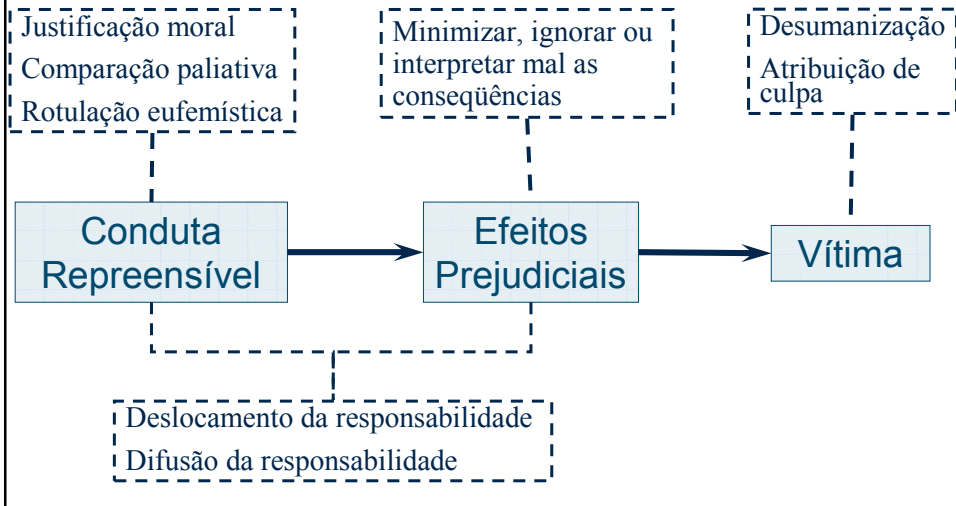 Justificação moral
Comparação paliativa
Rotulação eufemística
Minimizar, ignorar ou
interpretar mal as
conseqüências
Desumanização
Atribuição de
culpa
Conduta
Repreensível
Efeitos
Prejudiciais
Vítima
Deslocamento da responsabilidade
Difusão da responsabilidade